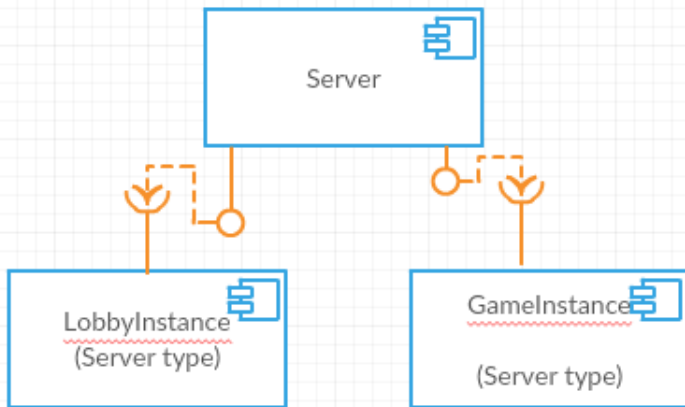 Server
LobbyInstance
(Server type)
GameInstance
(Server type)